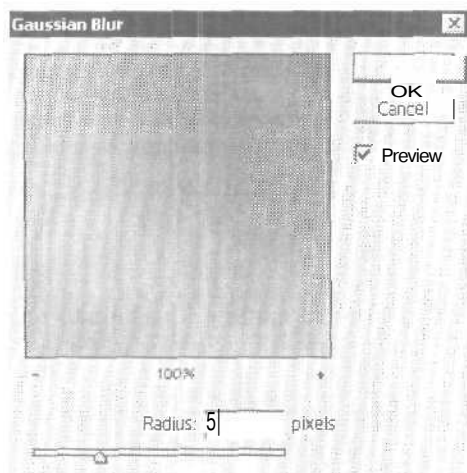 Gaussian Blur
OK
Cancel
Preview
- 100% +
Radius: 5 pixels